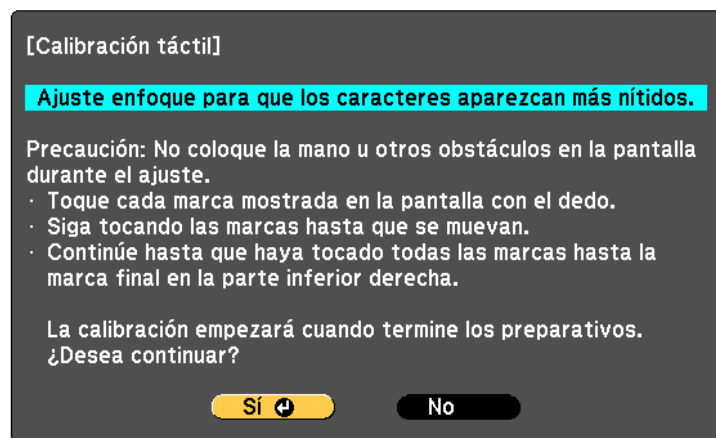 [Calibración táctil]
Ajuste enfoque para que los caracteres aparezcan más nítidos.
Precaución: No coloque la mano u otros obstáculos en la pantalla
durante el ajuste.
· Toque cada marca mostrada en la pantalla con el dedo.
· Siga tocando las marcas hasta que se muevan.
· Continúe hasta que haya tocado todas las marcas hasta la
marca final en la parte inferior derecha.
La calibración empezará cuando termine los preparativos.
¿Desea continuar?
Sí No